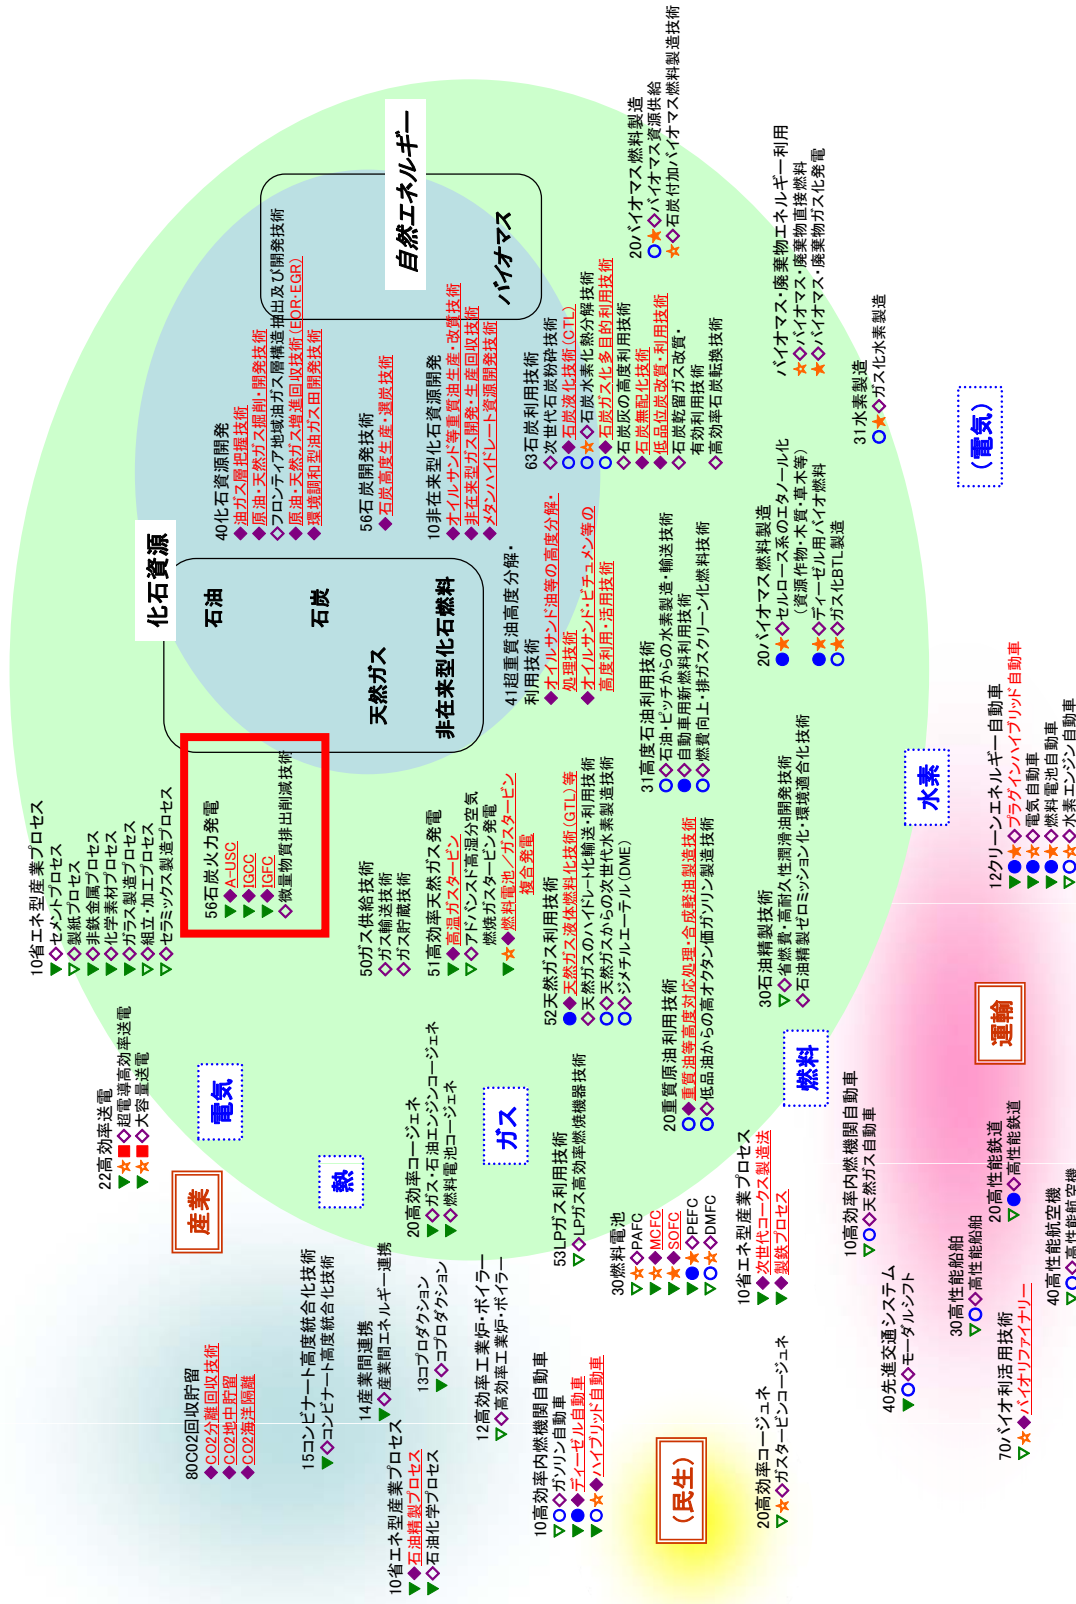 化石資源
石油
石炭
天然ガス
非在来型化石燃料
自然エネルギー
バイオマス
40化石資源開発
◆油ガス層把握技術
◆原油・天然ガス掘削・開発技術
◇フロンティア地域油ガス層構造抽出及び開発技術
◆原油・天然ガス増進回収技術(EOR・EGR)
◆環境調和型油ガス田開発技術
56石炭開発技術
◆石炭高度生産・選炭技術
10非在来型化石資源開発
◆オイルサンド等重質油生産・改質技術
◆非在来型ガス開発・生産回収技術
◆メタンハイドレート資源開発技術
63石炭利用技術
◇次世代石炭粉砕技術
○◆石炭液化技術(CTL)
○☆◇石炭水素化熱分解技術
○◆石炭ガス化多目的利用技術
◇石炭灰の高度利用技術
◆石炭無配化技術
◆低品位炭改質・利用技術
◇石炭乾留ガス改質・
有効利用技術
◇高効率石炭転換技術
20バイオマス燃料製造
○★◇バイオマス資源供給
☆◇石炭付加バイオマス燃料製造技術
バイオマス・廃棄物エネルギー利用
☆◇バイオマス・廃棄物直接燃料
★◇バイオマス・廃棄物ガス化発電
31水素製造
○☆◇ガス化水素製造
(電気)
10省エネ型産業プロセス
▼◇セメントプロセス
▽◇製紙プロセス
▼◇非鉄金属プロセス
▼◇化学素材プロセス
▼◇ガラス製造プロセス
▽◇組立・加工プロセス
▽◇セラミックス製造プロセス
56石炭火力発電
▼◆A-USC
▼◆IGCC
▼◆IGFC
◇微量物質排出削減技術
50ガス供給技術
◇ガス輸送技術
◇ガス貯蔵技術
51高効率天然ガス発電
▼◆高温ガスタービン
▽◇アドバンスド高湿分空気
燃焼ガスタービン発電
▼☆◆燃料電池／ガスタービン
複合発電
41超重質油高度分解・
利用技術
◆オイルサンド油等の高度分解・
処理技術
◆オイルサンド・ビチュメン等の
高度利用・活用技術
52天然ガス利用技術
●◆天然ガス液体燃料化技術(GTL)等
◇天然ガスのハイドレート化輸送・利用技術
○◇天然ガスからの次世代水素製造技術
○◇ジメチルエーテル(DME)
31高度石油利用技術
○◇石油・ピッチからの水素製造・輸送技術
●◇自動車用新燃料利用技術
○◇燃費向上・排ガスクリーン化燃料技術
20重質原油利用技術
○◆重質油等高度対応処理・合成軽油製造技術
○◇低品油からの高オクタン価ガソリン製造技術
30石油精製技術
▽◇省燃費・高耐久性潤滑油開発技術
◇石油精製ゼロミッション化・環境適合化技術
20バイオマス燃料製造
●★◇セルロース系のエタノール化
(資源作物・木質・草木等)
●★◇ディーゼル用バイオ燃料
○☆◇ガス化BTL製造
水素
12クリーンエネルギー自動車
▼●★◇プラグインハイブリッド自動車
▼●★◇電気自動車
▼●★◇燃料電池自動車
▽○☆◇水素エンジン自動車
22高効率送電
▼☆■◇超電導高効率送電
▼☆■◇大容量送電
電気
産業
熱
20高効率コージェネ
▼◇ガス・石油エンジンコージェネ
▼◇燃料電池コージェネ
ガス
53LPガス利用技術
▽◇LPガス高効率燃焼機器技術
30燃料電池
▽☆◇PAFC
▼☆◆MCFC
▼★◆SOFC
▼●★◇PEFC
▽○☆◇DMFC
10省エネ型産業プロセス
▼◆次世代コークス製造法
▼◆製鉄プロセス
燃料
10高効率内燃機関自動車
▽○◇天然ガス自動車
運輸
20高性能鉄道
▼●◇高性能鉄道
30高性能船舶
▽○◇高性能船舶
40高性能航空機
▽○◇高性能航空機
40先進交通システム
▼○◇モーダルシフト
70バイオ利活用技術
▽☆◆バイオリファイナリー
80CO2回収貯留
◆CO2分離回収技術
◆CO2地中貯留
◆CO2海洋隔離
15コンビナート高度統合化技術
▼◇コンビナート高度統合化技術
14産業間連携
▼◇産業間エネルギー連携
13コプロダクション
▼◇コプロダクション
10省エネ型産業プロセス
▼◆石油精製プロセス
▼◇石油化学プロセス
12高効率工業炉・ボイラー
▽◇高効率工業炉・ボイラー
10高効率内燃機関自動車
▽○◇ガソリン自動車
▼●◆ディーゼル自動車
▼○★◆ハイブリッド自動車
(民生)
20高効率コージェネ
▽☆◇ガスタービンコージェネ